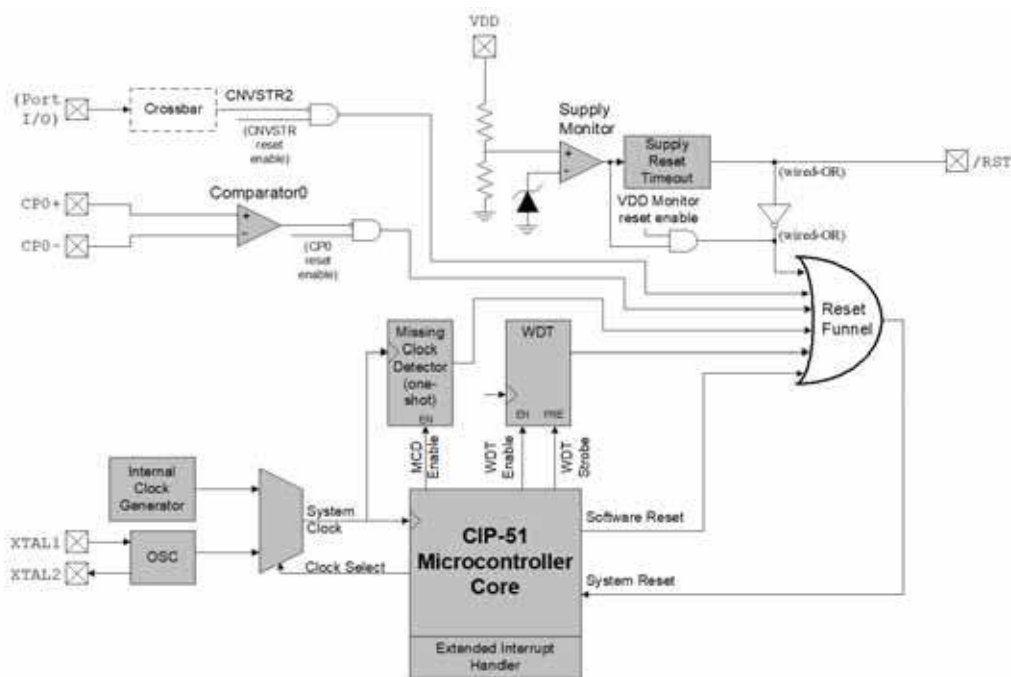 VDD
(Port
I/O)
Crossbar
CNVSTR2
(CNVSTR
reset
enable)
Supply
Monitor
+
-
Supply
Reset
Timeout
(wired-OR)
/RST
VDD Monitor
reset enable
(wired-OR)
CP0+
CP0-
Comparator0
+
-
(CP0
reset
enable)
Reset
Funnel
Missing
Clock
Detector
(one-
shot)
EN
WDT
EN
PRE
MCD
Enable
WDT
Enable
WDT
Strobe
Internal
Clock
Generator
System
Clock
XTAL1
XTAL2
OSC
Clock Select
CIP-51
Microcontroller
Core
Software Reset
System Reset
Extended Interrupt
Handler